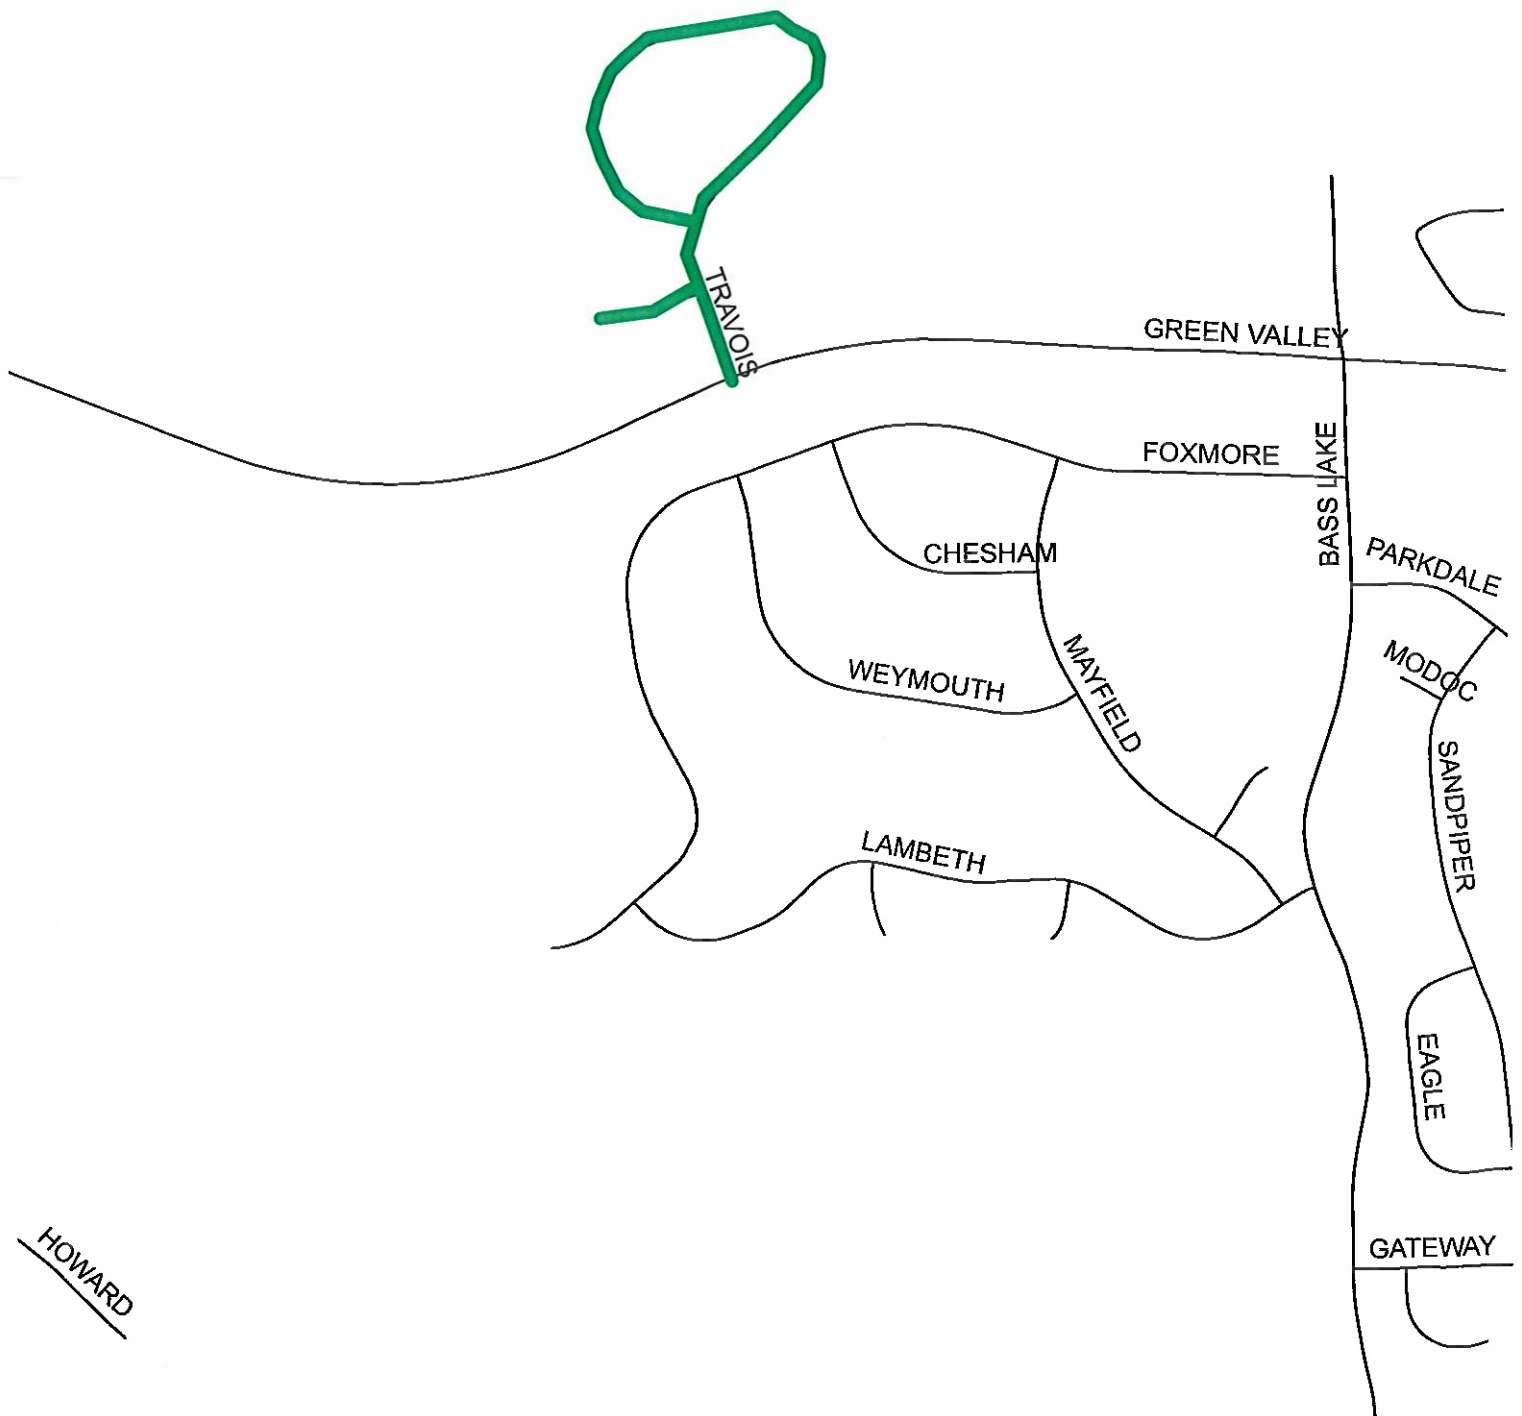 TRAVOIS
GREEN VALLEY
FOXMORE
BASS LAKE
CHESHAM
PARKDALE
MODOC
WEYMOUTH
MAYFIELD
SANDPIPER
LAMBETH
EAGLE
GATEWAY
HOWARD